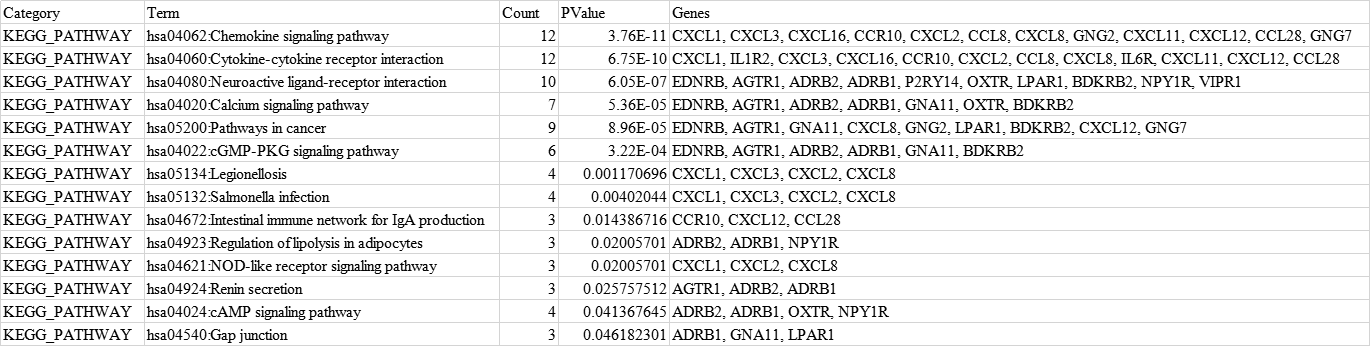 Category Term Count PValue Genes
KEGG_PATHWAY hsa04062:Chemokine signaling pathway 12 3.76E-11 CXCL1, CXCL3, CXCL16, CCR10, CXCL2, CCL8, CXCL8, GNG2, CXCL11, CXCL12, CCL28, GNG7
KEGG_PATHWAY hsa04060:Cytokine-cytokine receptor interaction 12 6.75E-10 CXCL1, IL1R2, CXCL3, CXCL16, CCR10, CXCL2, CCL8, CXCL8, IL6R, CXCL11, CXCL12, CCL28
KEGG_PATHWAY hsa04080:Neuroactive ligand-receptor interaction 10 6.05E-07 EDNRB, AGTR1, ADRB2, ADRB1, P2RY14, OXTR, LPAR1, BDKRB2, NPY1R, VIPR1
KEGG_PATHWAY hsa04020:Calcium signaling pathway 7 5.36E-05 EDNRB, AGTR1, ADRB2, ADRB1, GNA11, OXTR, BDKRB2
KEGG_PATHWAY hsa05200:Pathways in cancer 9 8.96E-05 EDNRB, AGTR1, GNA11, CXCL8, GNG2, LPAR1, BDKRB2, CXCL12, GNG7
KEGG_PATHWAY hsa04022:cGMP-PKG signaling pathway 6 3.22E-04 EDNRB, AGTR1, ADRB2, ADRB1, GNA11, BDKRB2
KEGG_PATHWAY hsa05134:Legionellosis 4 0.001170696 CXCL1, CXCL3, CXCL2, CXCL8
KEGG_PATHWAY hsa05132:Salmonella infection 4 0.00402044 CXCL1, CXCL3, CXCL2, CXCL8
KEGG_PATHWAY hsa04672:Intestinal immune network for IgA production 3 0.014386716 CCR10, CXCL12, CCL28
KEGG_PATHWAY hsa04923:Regulation of lipolysis in adipocytes 3 0.02005701 ADRB2, ADRB1, NPY1R
KEGG_PATHWAY hsa04621:NOD-like receptor signaling pathway 3 0.02005701 CXCL1, CXCL2, CXCL8
KEGG_PATHWAY hsa04924:Renin secretion 3 0.025757512 AGTR1, ADRB2, ADRB1
KEGG_PATHWAY hsa04024:cAMP signaling pathway 4 0.041367645 ADRB2, ADRB1, OXTR, NPY1R
KEGG_PATHWAY hsa04540:Gap junction 3 0.046182301 ADRB1, GNA11, LPAR1